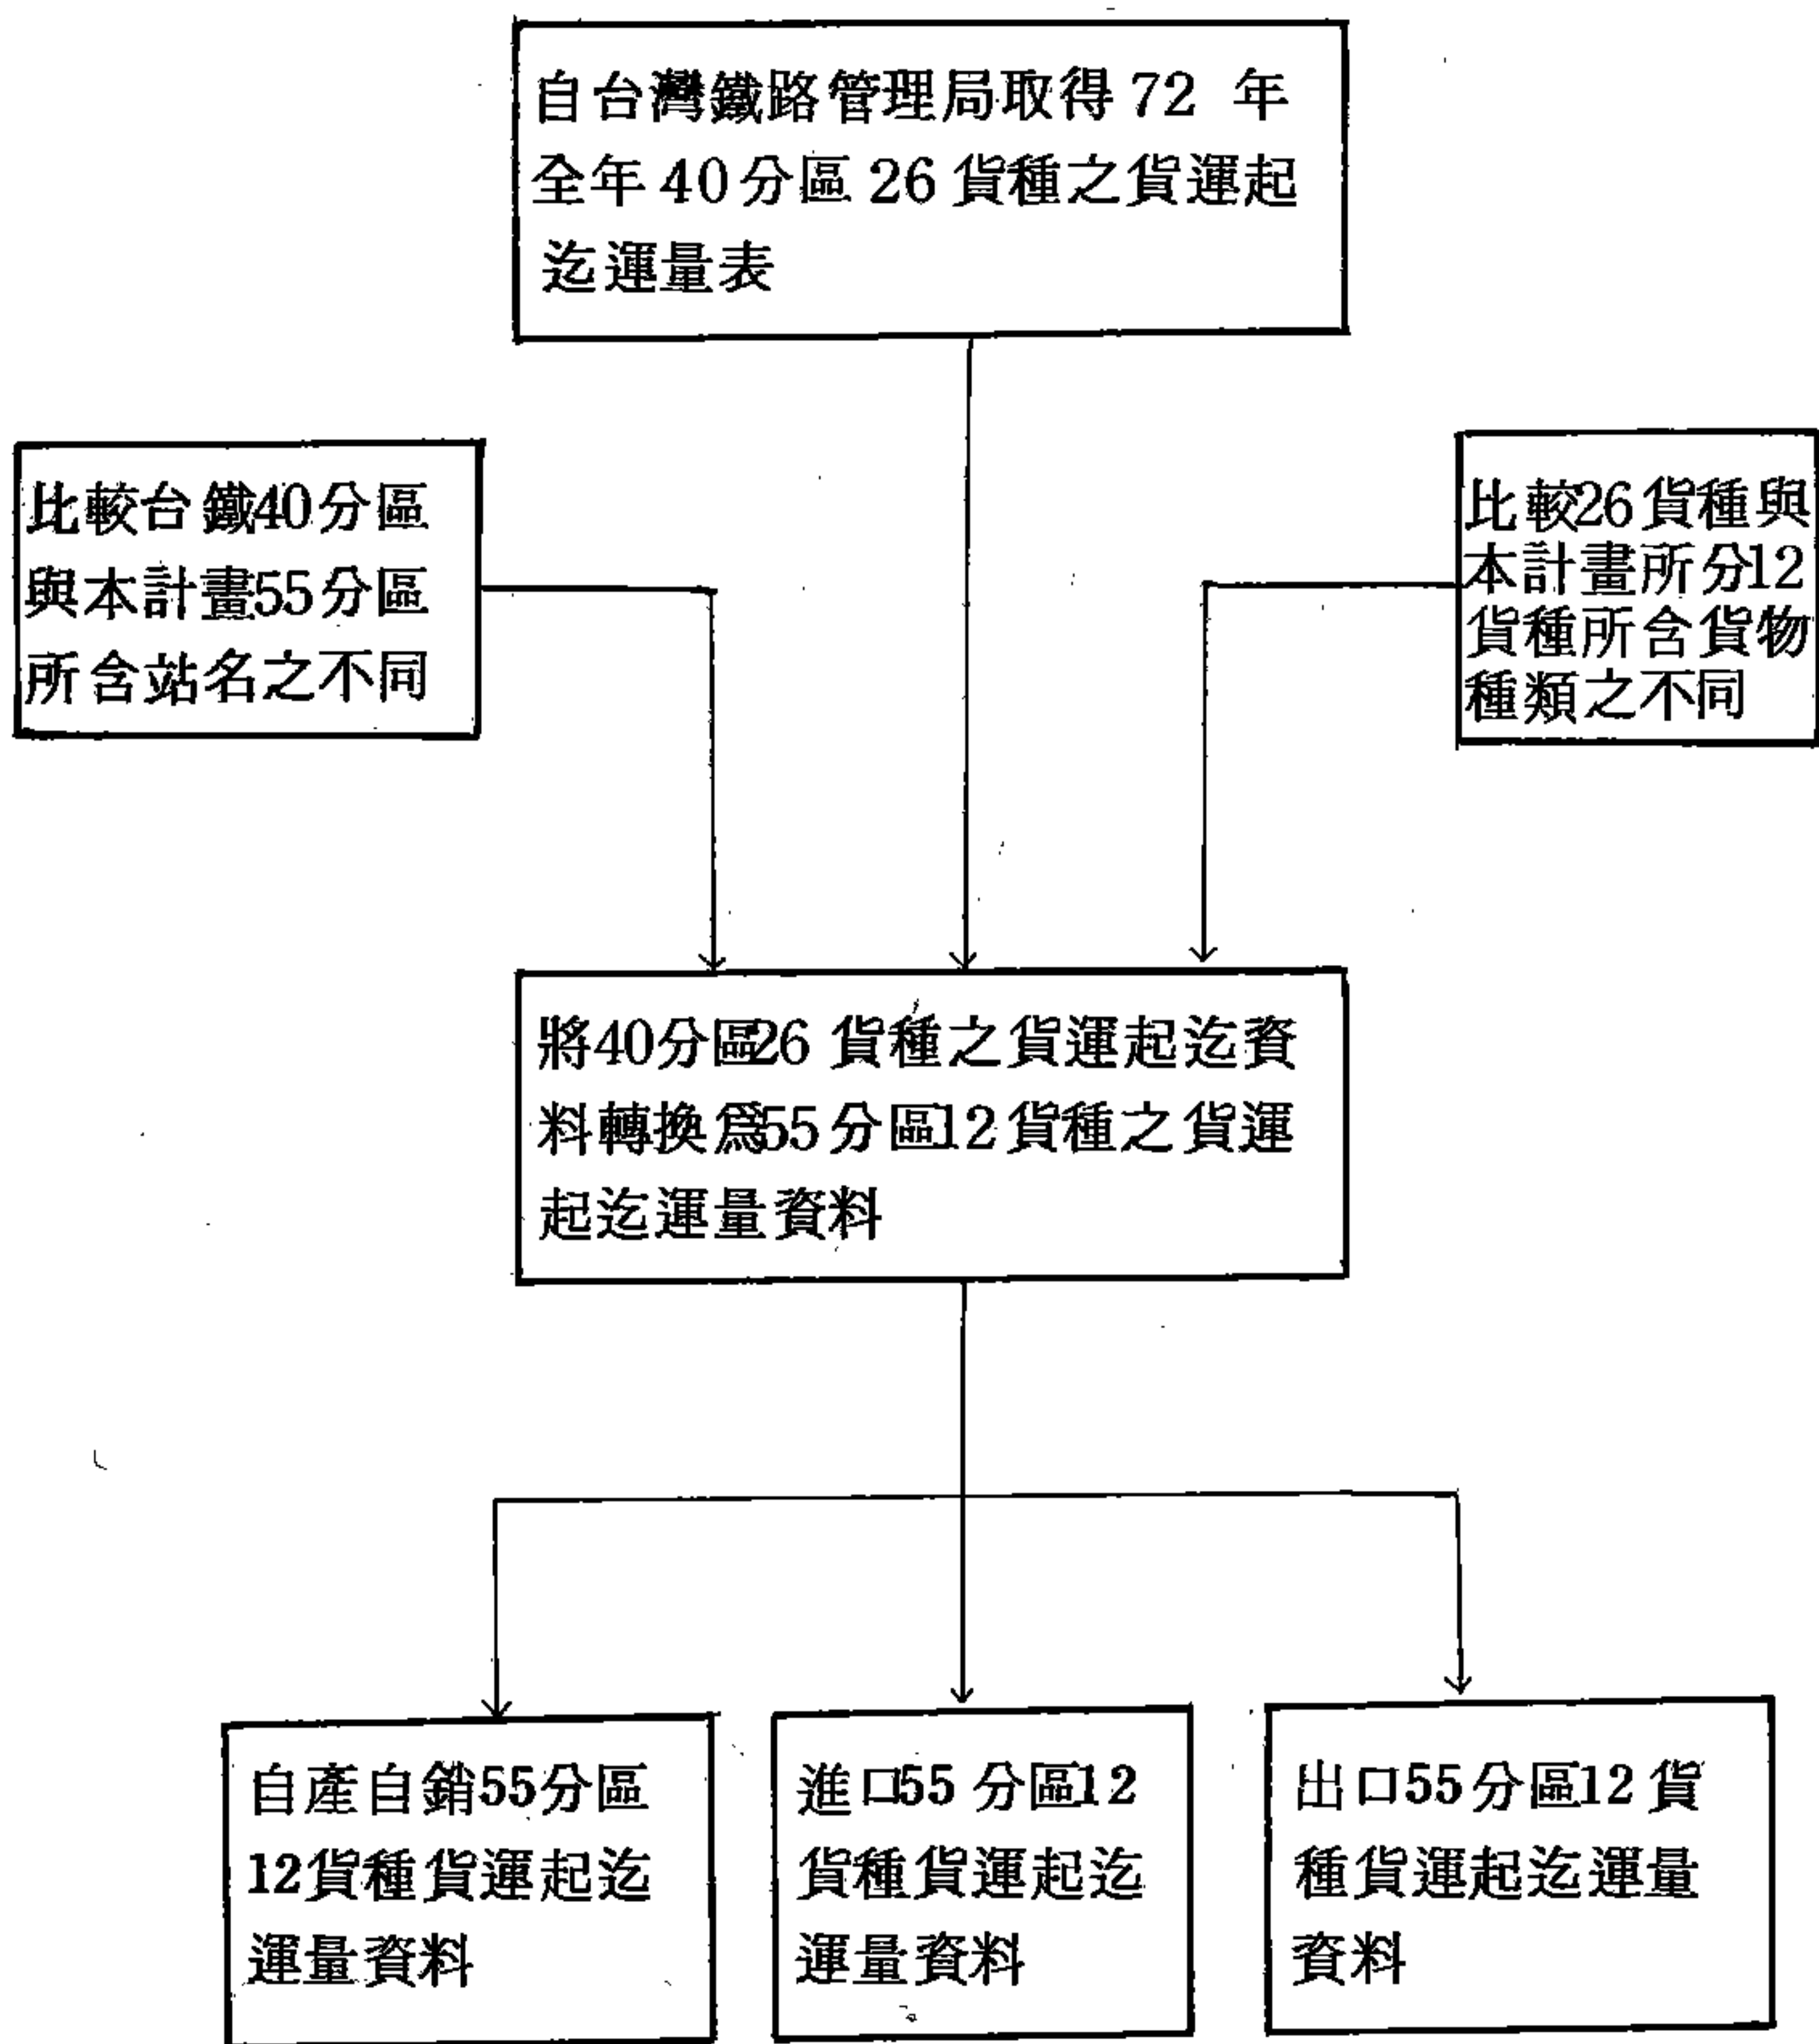 自台灣鐵路管理局取得 72 年
全年 40 分區 26 貨種之貨運起
迄運量表
比較台鐵40分區
與本計畫55分區
所含站名之不同
比較26貨種與
本計畫所分12
貨種所含貨物
種類之不同
將40分區26 貨種之貨運起迄資
料轉換爲55分區12貨種之貨運
起迄運量資料
自產自銷55分區
12貨種貨運起迄
運量資料
進口55分區12
貨種貨運起迄
運量資料
出口55分區12貨
種貨運起迄運量
資料